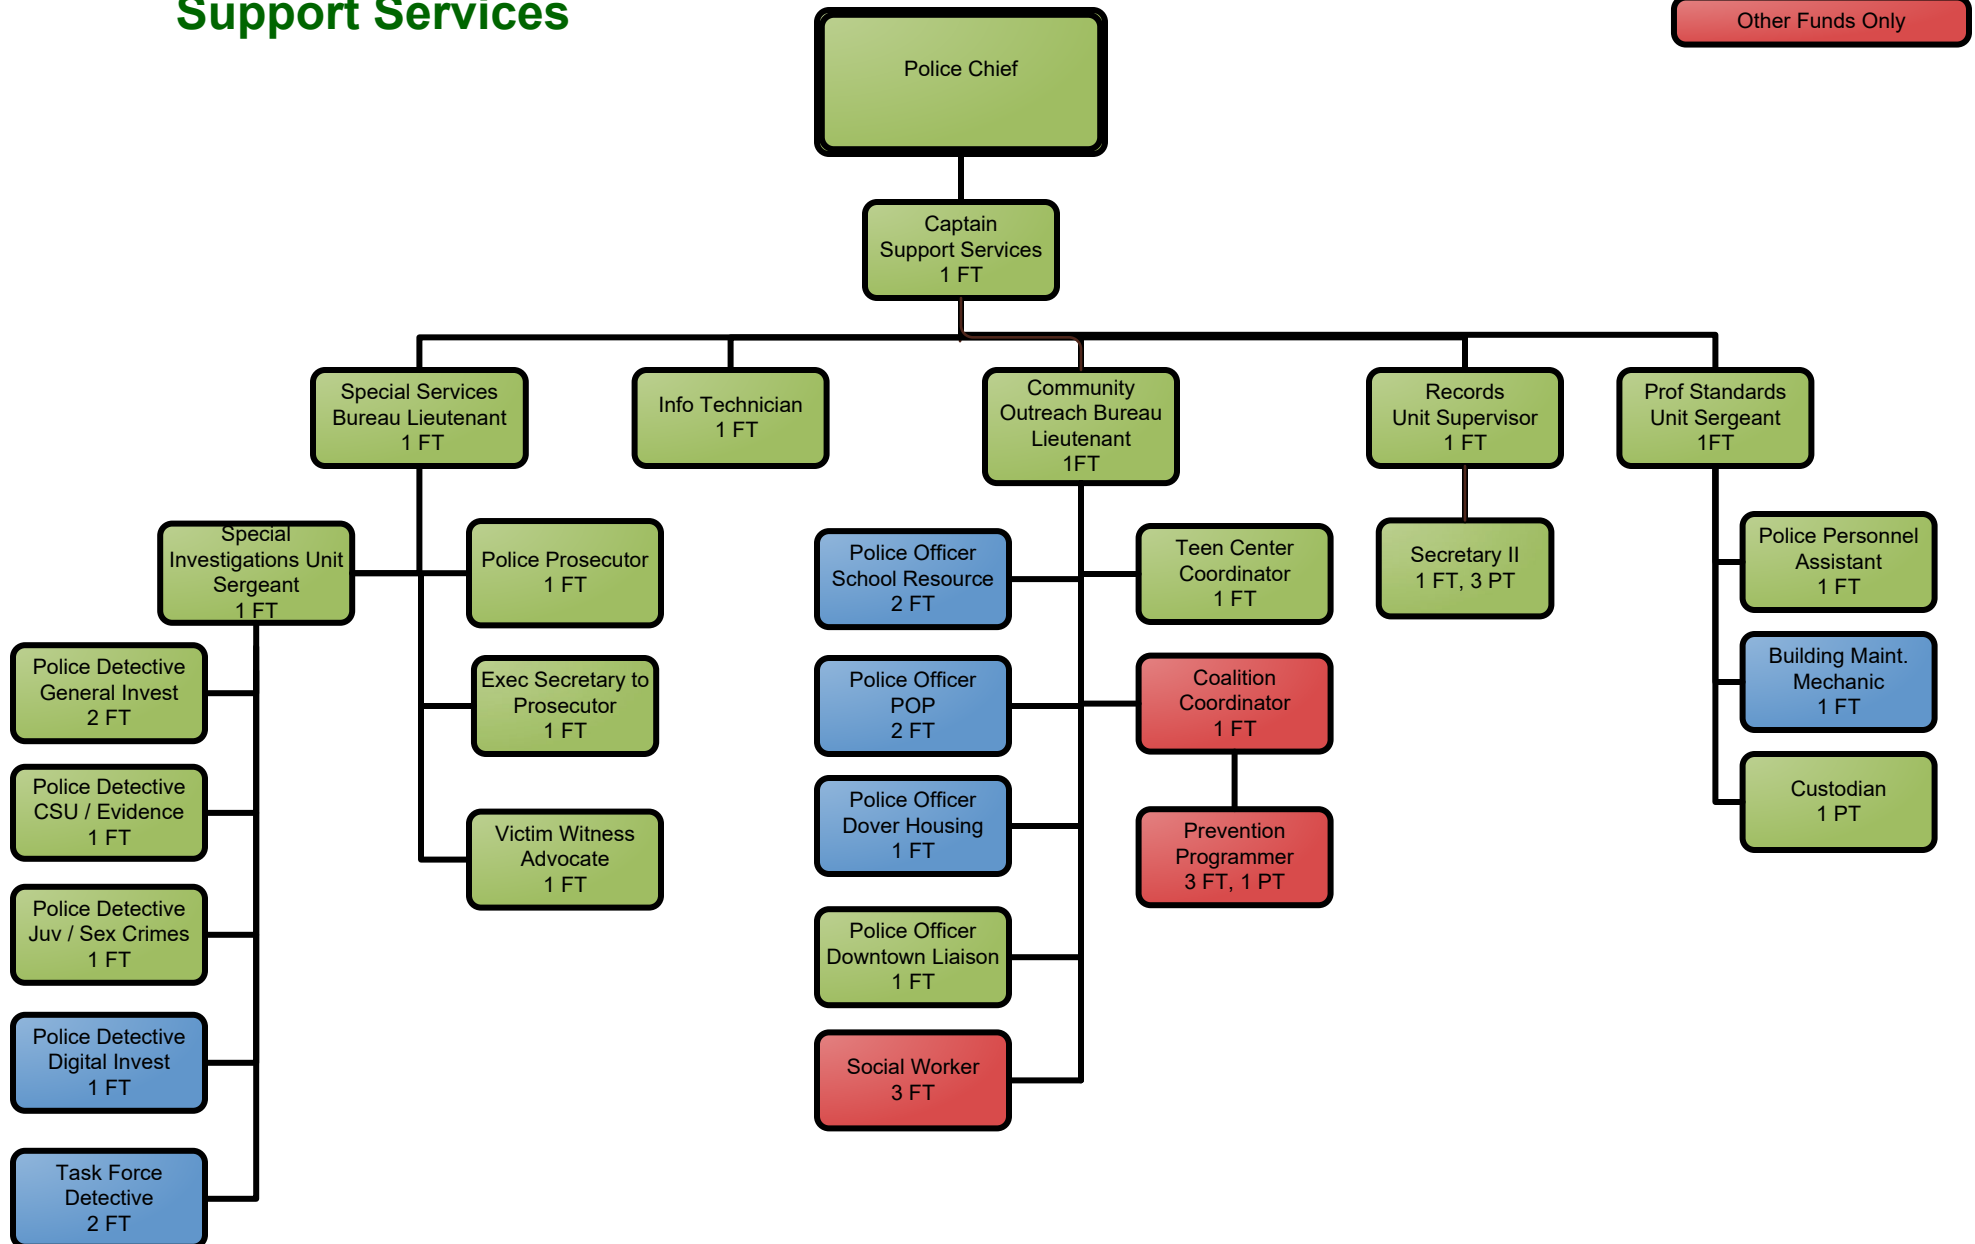 Support Services
Other Funds Only
Police Chief
Captain
Support Services
1 FT
Special Services
Bureau Lieutenant
1 FT
Info Technician
1 FT
Community
Outreach Bureau
Lieutenant
1FT
Records
Unit Supervisor
1 FT
Prof Standards
Unit Sergeant
1FT
Special
Investigations Unit
Sergeant
1 FT
Police Prosecutor
1 FT
Exec Secretary to
Prosecutor
1 FT
Victim Witness
Advocate
1 FT
Police Detective
General Invest
2 FT
Police Detective
CSU / Evidence
1 FT
Police Detective
Juv / Sex Crimes
1 FT
Police Detective
Digital Invest
1 FT
Task Force
Detective
2 FT
Police Officer
School Resource
2 FT
Police Officer
POP
2 FT
Police Officer
Dover Housing
1 FT
Police Officer
Downtown Liaison
1 FT
Social Worker
3 FT
Teen Center
Coordinator
1 FT
Coalition
Coordinator
1 FT
Prevention
Programmer
3 FT, 1 PT
Secretary II
1 FT, 3 PT
Police Personnel
Assistant
1 FT
Building Maint.
Mechanic
1 FT
Custodian
1 PT